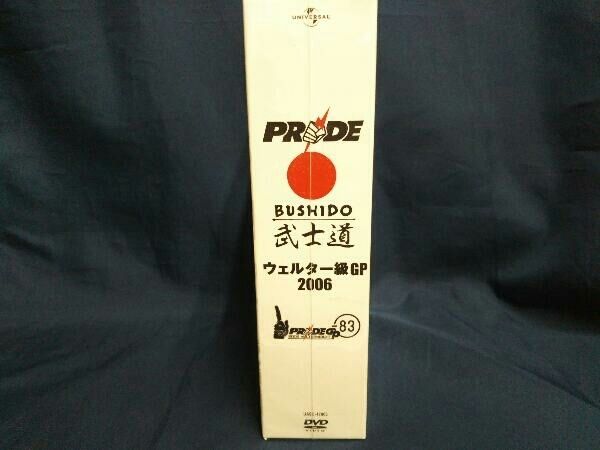 UNIVERSAL
PRIDE
BUSHIDO
武士道
ウェルター級GP
2006
PRIDE GP
-83
DVD
VIDEO